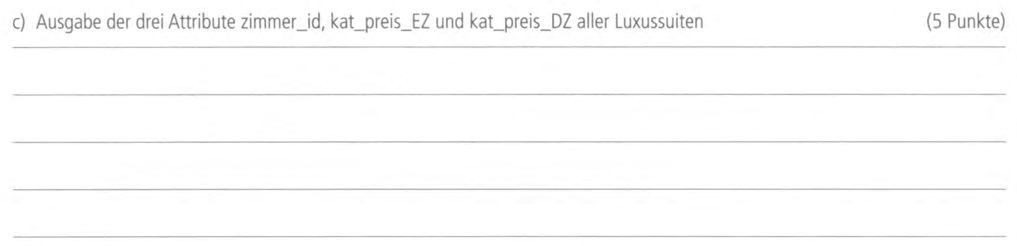 c) Ausgabe der drei Attribute zimmer_id, kat_preis_EZ und kat_preis_DZ aller Luxussuiten (5 Punkte)